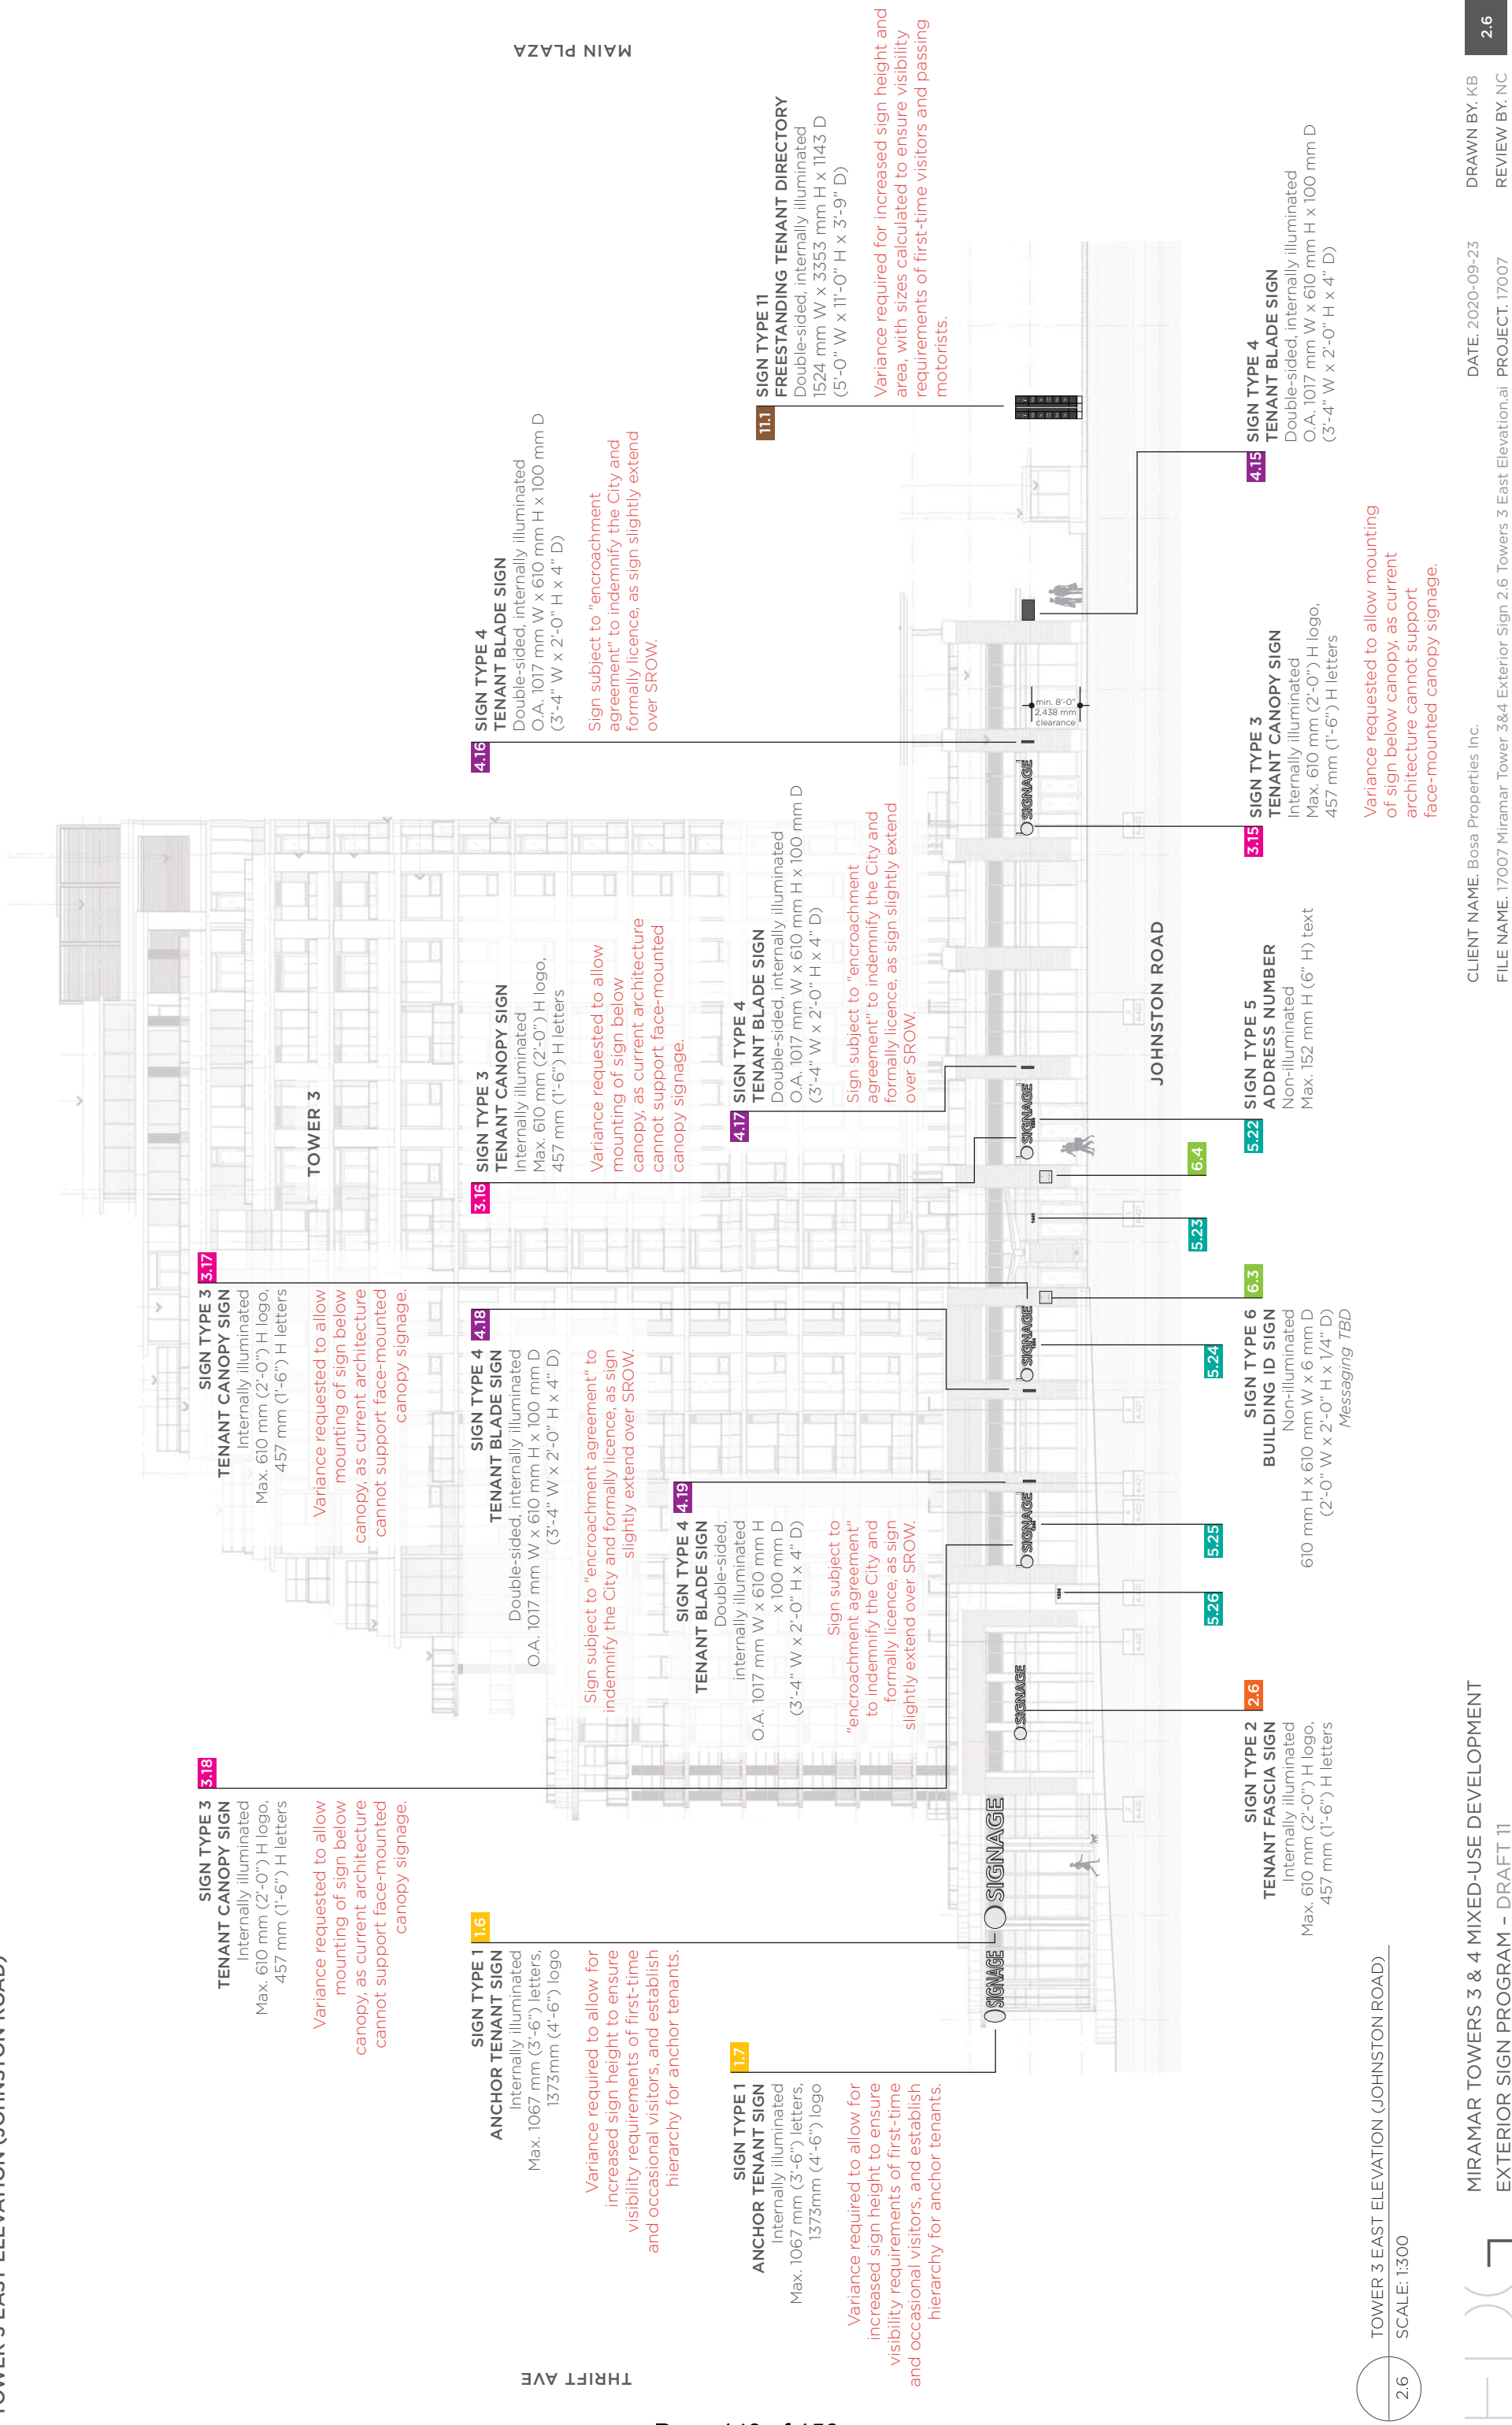 MAIN PLAZA
THRIFT AVE
TOWER 3
JOHNSTON ROAD
3.18
SIGN TYPE 3
TENANT CANOPY SIGN
Internally illuminated
Max. 610 mm (2'-0") H logo,
457 mm (1'-6") H letters
Variance requested to allow
mounting of sign below
canopy, as current architecture
cannot support face-mounted
canopy signage.
3.17
SIGN TYPE 3
TENANT CANOPY SIGN
Internally illuminated
Max. 610 mm (2'-0") H logo,
457 mm (1'-6") H letters
Variance requested to allow
mounting of sign below
canopy, as current architecture
cannot support face-mounted
canopy signage.
1.6
SIGN TYPE 1
ANCHOR TENANT SIGN
Internally illuminated
Max. 1067 mm (3'-6") letters,
1373mm (4'-6") logo
Variance required to allow for
increased sign height to ensure
visibility requirements of first-time
and occasional visitors, and establish
hierarchy for anchor tenants.
4.18
SIGN TYPE 4
TENANT BLADE SIGN
Double-sided, internally illuminated
O.A. 1017 mm W x 610 mm H x 100 mm D
(3'-4" W x 2'-0" H x 4" D)
Sign subject to "encroachment agreement" to
indemnify the City and formally licence, as sign
slightly extend over SROW.
3.16
SIGN TYPE 3
TENANT CANOPY SIGN
Internally illuminated
Max. 610 mm (2'-0") H logo,
457 mm (1'-6") H letters
Variance requested to allow
mounting of sign below
canopy, as current architecture
cannot support face-mounted
canopy signage.
4.16
SIGN TYPE 4
TENANT BLADE SIGN
Double-sided, internally illuminated
O.A. 1017 mm W x 610 mm H x 100 mm D
(3'-4" W x 2'-0" H x 4" D)
Sign subject to "encroachment
agreement" to indemnify the City and
formally licence, as sign slightly extend
over SROW.
1.7
SIGN TYPE 1
ANCHOR TENANT SIGN
Internally illuminated
Max. 1067 mm (3'-6") letters,
1373mm (4'-6") logo
Variance required to allow for
increased sign height to ensure
visibility requirements of first-time
and occasional visitors, and establish
hierarchy for anchor tenants.
4.19
SIGN TYPE 4
TENANT BLADE SIGN
Double-sided,
internally illuminated
O.A. 1017 mm W x 610 mm H
x 100 mm D
(3'-4" W x 2'-0" H x 4" D)
Sign subject to
"encroachment agreement"
to indemnify the City and
formally licence, as sign
slightly extend over SROW.
4.17
SIGN TYPE 4
TENANT BLADE SIGN
Double-sided, internally illuminated
O.A. 1017 mm W x 610 mm H x 100 mm D
(3'-4" W x 2'-0" H x 4" D)
Sign subject to "encroachment
agreement" to indemnify the City and
formally licence, as sign slightly extend
over SROW.
11.1
SIGN TYPE 11
FREESTANDING TENANT DIRECTORY
Double-sided, internally illuminated
1524 mm W x 3353 mm H x 1143 D
(5'-0" W x 11'-0" H x 3'-9" D)
Variance required for increased sign height and
area, with sizes calculated to ensure visibility
requirements of first-time visitors and passing
motorists.
SIGNAGE
SIGNAGE
SIGNAGE
SIGNAGE
SIGNAGE
SIGNAGE
SIGNAGE
min. 8'-0"
2,438 mm
clearance
5.26
5.25
5.24
5.23
6.4
2.6
SIGN TYPE 2
TENANT FASCIA SIGN
Internally illuminated
Max. 610 mm (2'-0") H logo,
457 mm (1'-6") H letters
6.3
SIGN TYPE 6
BUILDING ID SIGN
Non-illuminated
610 mm H x 610 mm W x 6 mm D
(2'-0" W x 2'-0" H x 1/4" D)
Messaging TBD
5.22
SIGN TYPE 5
ADDRESS NUMBER
Non-illuminated
Max. 152 mm H (6" H) text
3.15
SIGN TYPE 3
TENANT CANOPY SIGN
Internally illuminated
Max. 610 mm (2'-0") H logo,
457 mm (1'-6") H letters
Variance requested to allow mounting
of sign below canopy, as current
architecture cannot support
face-mounted canopy signage.
4.15
SIGN TYPE 4
TENANT BLADE SIGN
Double-sided, internally illuminated
O.A. 1017 mm W x 610 mm H x 100 mm D
(3'-4" W x 2'-0" H x 4" D)
2.6
TOWER 3 EAST ELEVATION (JOHNSTON ROAD)
SCALE: 1:300
MIRAMAR TOWERS 3 & 4 MIXED-USE DEVELOPMENT
EXTERIOR SIGN PROGRAM – DRAFT 11
CLIENT NAME. Bosa Properties Inc.
FILE NAME. 17007 Miramar Tower 3&4 Exterior Sign 2.6 Towers 3 East Elevation.ai
DATE. 2020-09-23
PROJECT. 17007
DRAWN BY. KB
REVIEW BY. NC
2.6